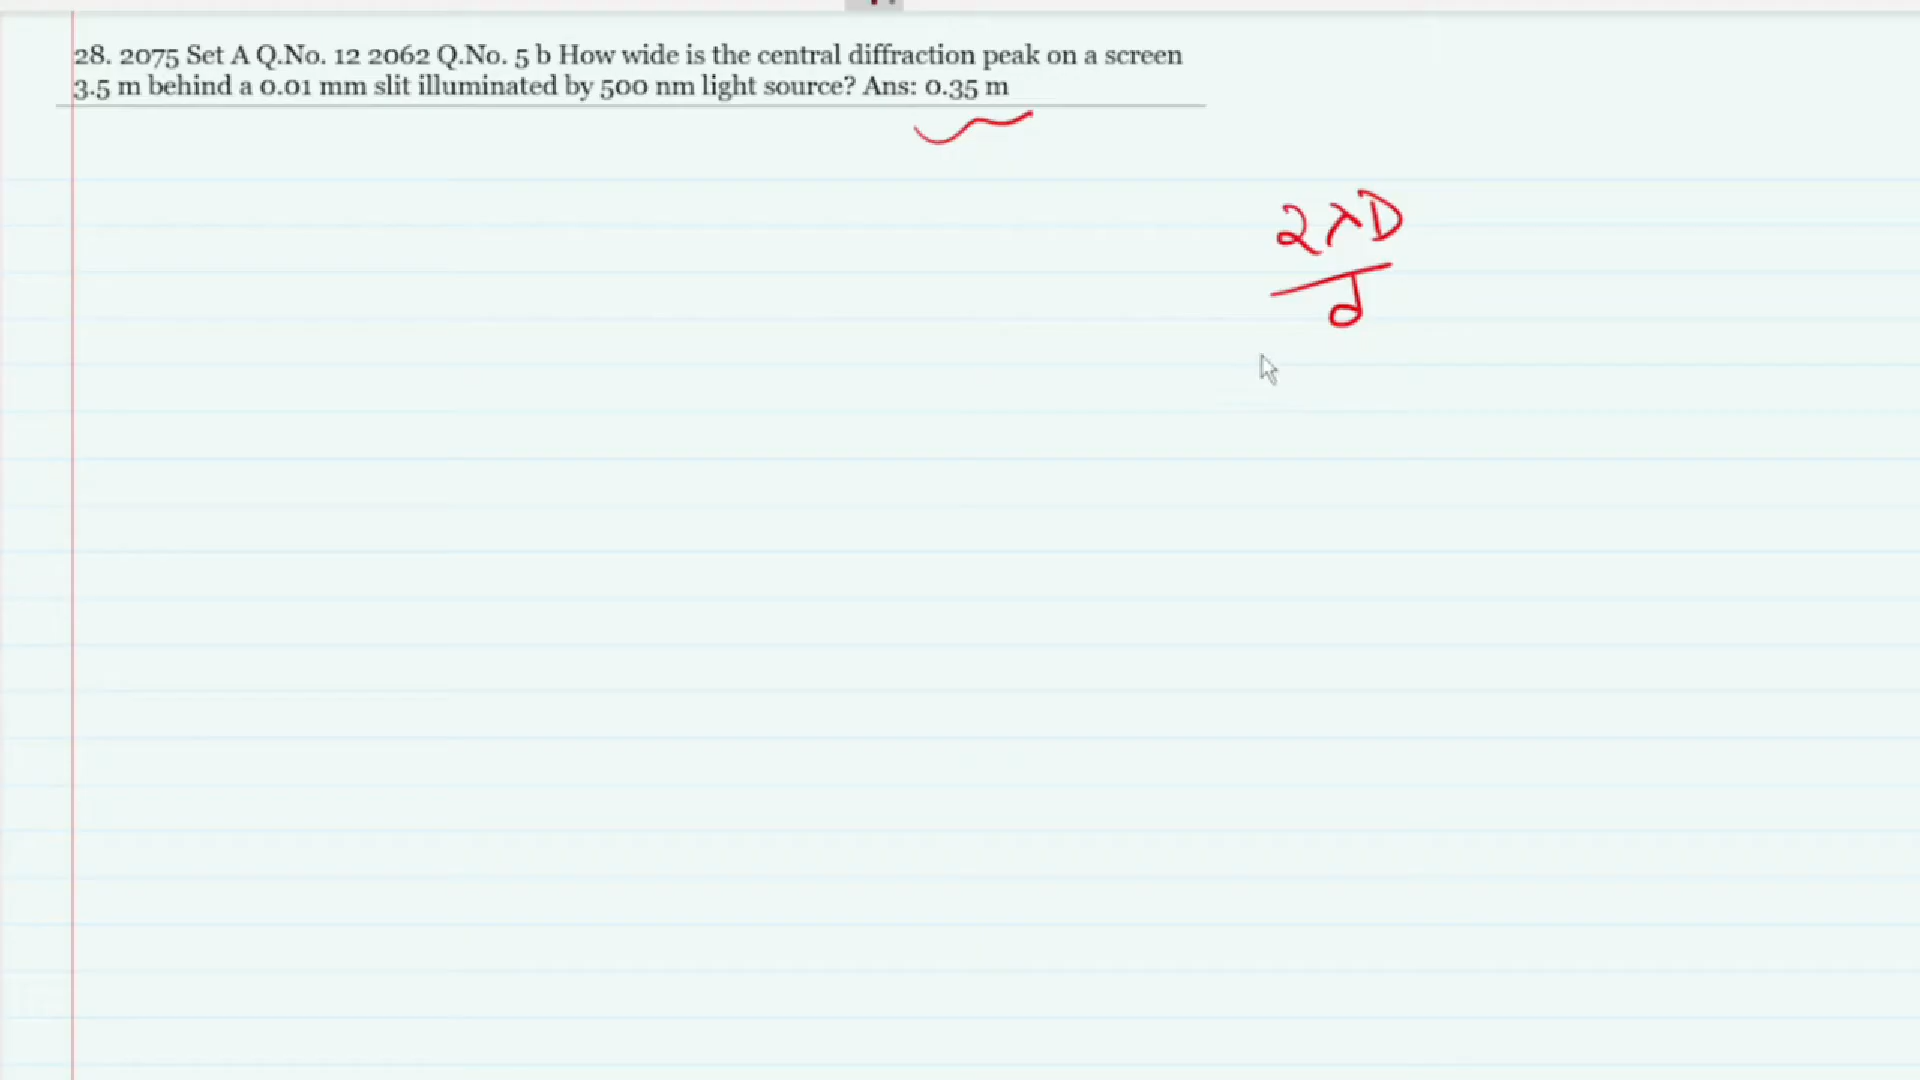 28. 2075 Set A Q.No. 12 2062 Q.No. 5 b How wide is the central diffraction peak on a screen
3.5 m behind a 0.01 mm slit illuminated by 500 nm light source? Ans: 0.35 m
2λD
d